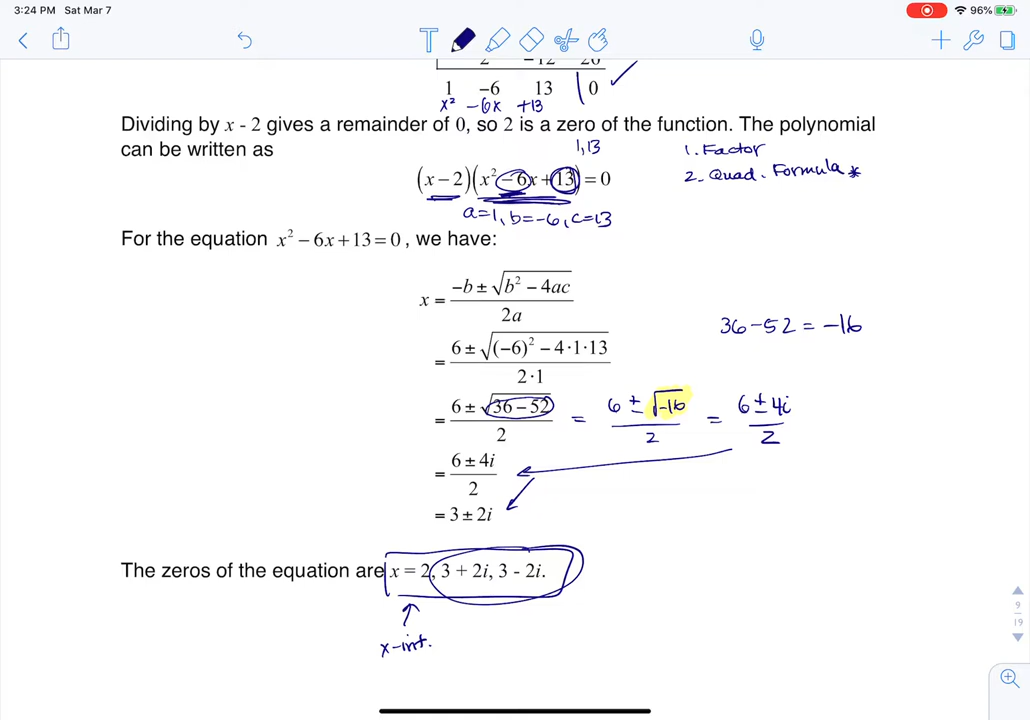 3:24 PM Sat Mar 7
96%
2 -12 20
1 -6 13 0
x² -6x +13
Dividing by x - 2 gives a remainder of 0, so 2 is a zero of the function. The polynomial
can be written as
1,13
1. Factor
2. Quad. Formula *
(x − 2)(x² − 6x + 13) = 0
a=1, b=-6, c=13
For the equation x² − 6x + 13 = 0 , we have:
x = (−b ± √(b² − 4ac)) / 2a
= (6 ± √((−6)² − 4·1·13)) / 2·1
36-52 = -16
= (6 ± √(36 − 52)) / 2 = (6 ± √-16) / 2 = (6 ± 4i) / 2
= (6 ± 4i) / 2
= 3 ± 2i
The zeros of the equation are x = 2, 3 + 2i, 3 - 2i.
x-int.
9
19